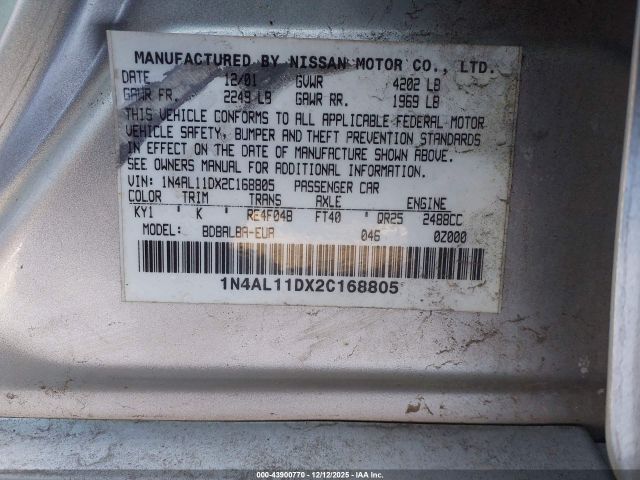 MANUFACTURED BY NISSAN MOTOR CO., LTD.
DATE 12/01 GVWR 4202 LB
GAWR FR. 2249 LB GAWR RR. 1969 LB
THIS VEHICLE CONFORMS TO ALL APPLICABLE FEDERAL MOTOR
VEHICLE SAFETY, BUMPER AND THEFT PREVENTION STANDARDS
IN EFFECT ON THE DATE OF MANUFACTURE SHOWN ABOVE.
SEE OWNERS MANUAL FOR ADDITIONAL INFORMATION.
VIN: 1N4AL11DX2C168805 PASSENGER CAR
COLOR TRIM TRANS AXLE ENGINE
KY1 K RE4F04B FT40 QR25 2488CC
MODEL: BDBALBA-EUA 046 0Z000
1N4AL11DX2C168805
000-43900770 • 12/12/2025 • IAAI.com